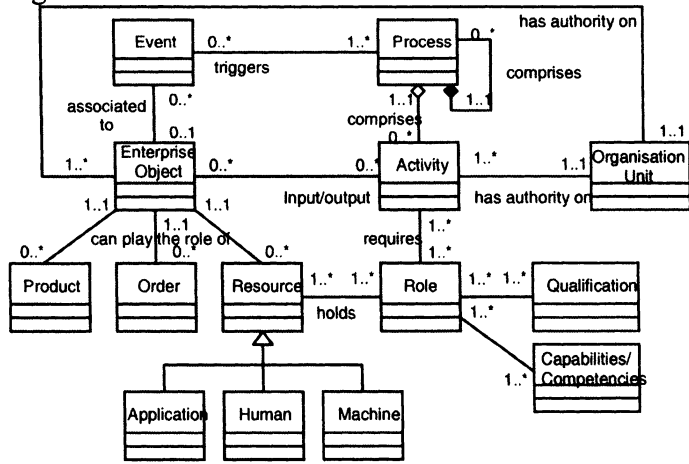 has authority on
Event
0..*
1..*
Process
0..*
triggers
comprises
associated
to
0..*
1..1
1..1
comprises
0..1
0..*
1..1
Enterprise
Object
1..*
0..*
0..*
Activity
1..*
1..1
Organisation
Unit
Input/output
has authority on
1..1
1..1
1..1
1..*
can play the role of
requires
0..*
0..*
0..*
1..*
Product
Order
Resource
1..*
1..*
Role
1..*
1..*
Qualification
holds
1..*
Capabilities/
Competencies
1..*
Application
Human
Machine